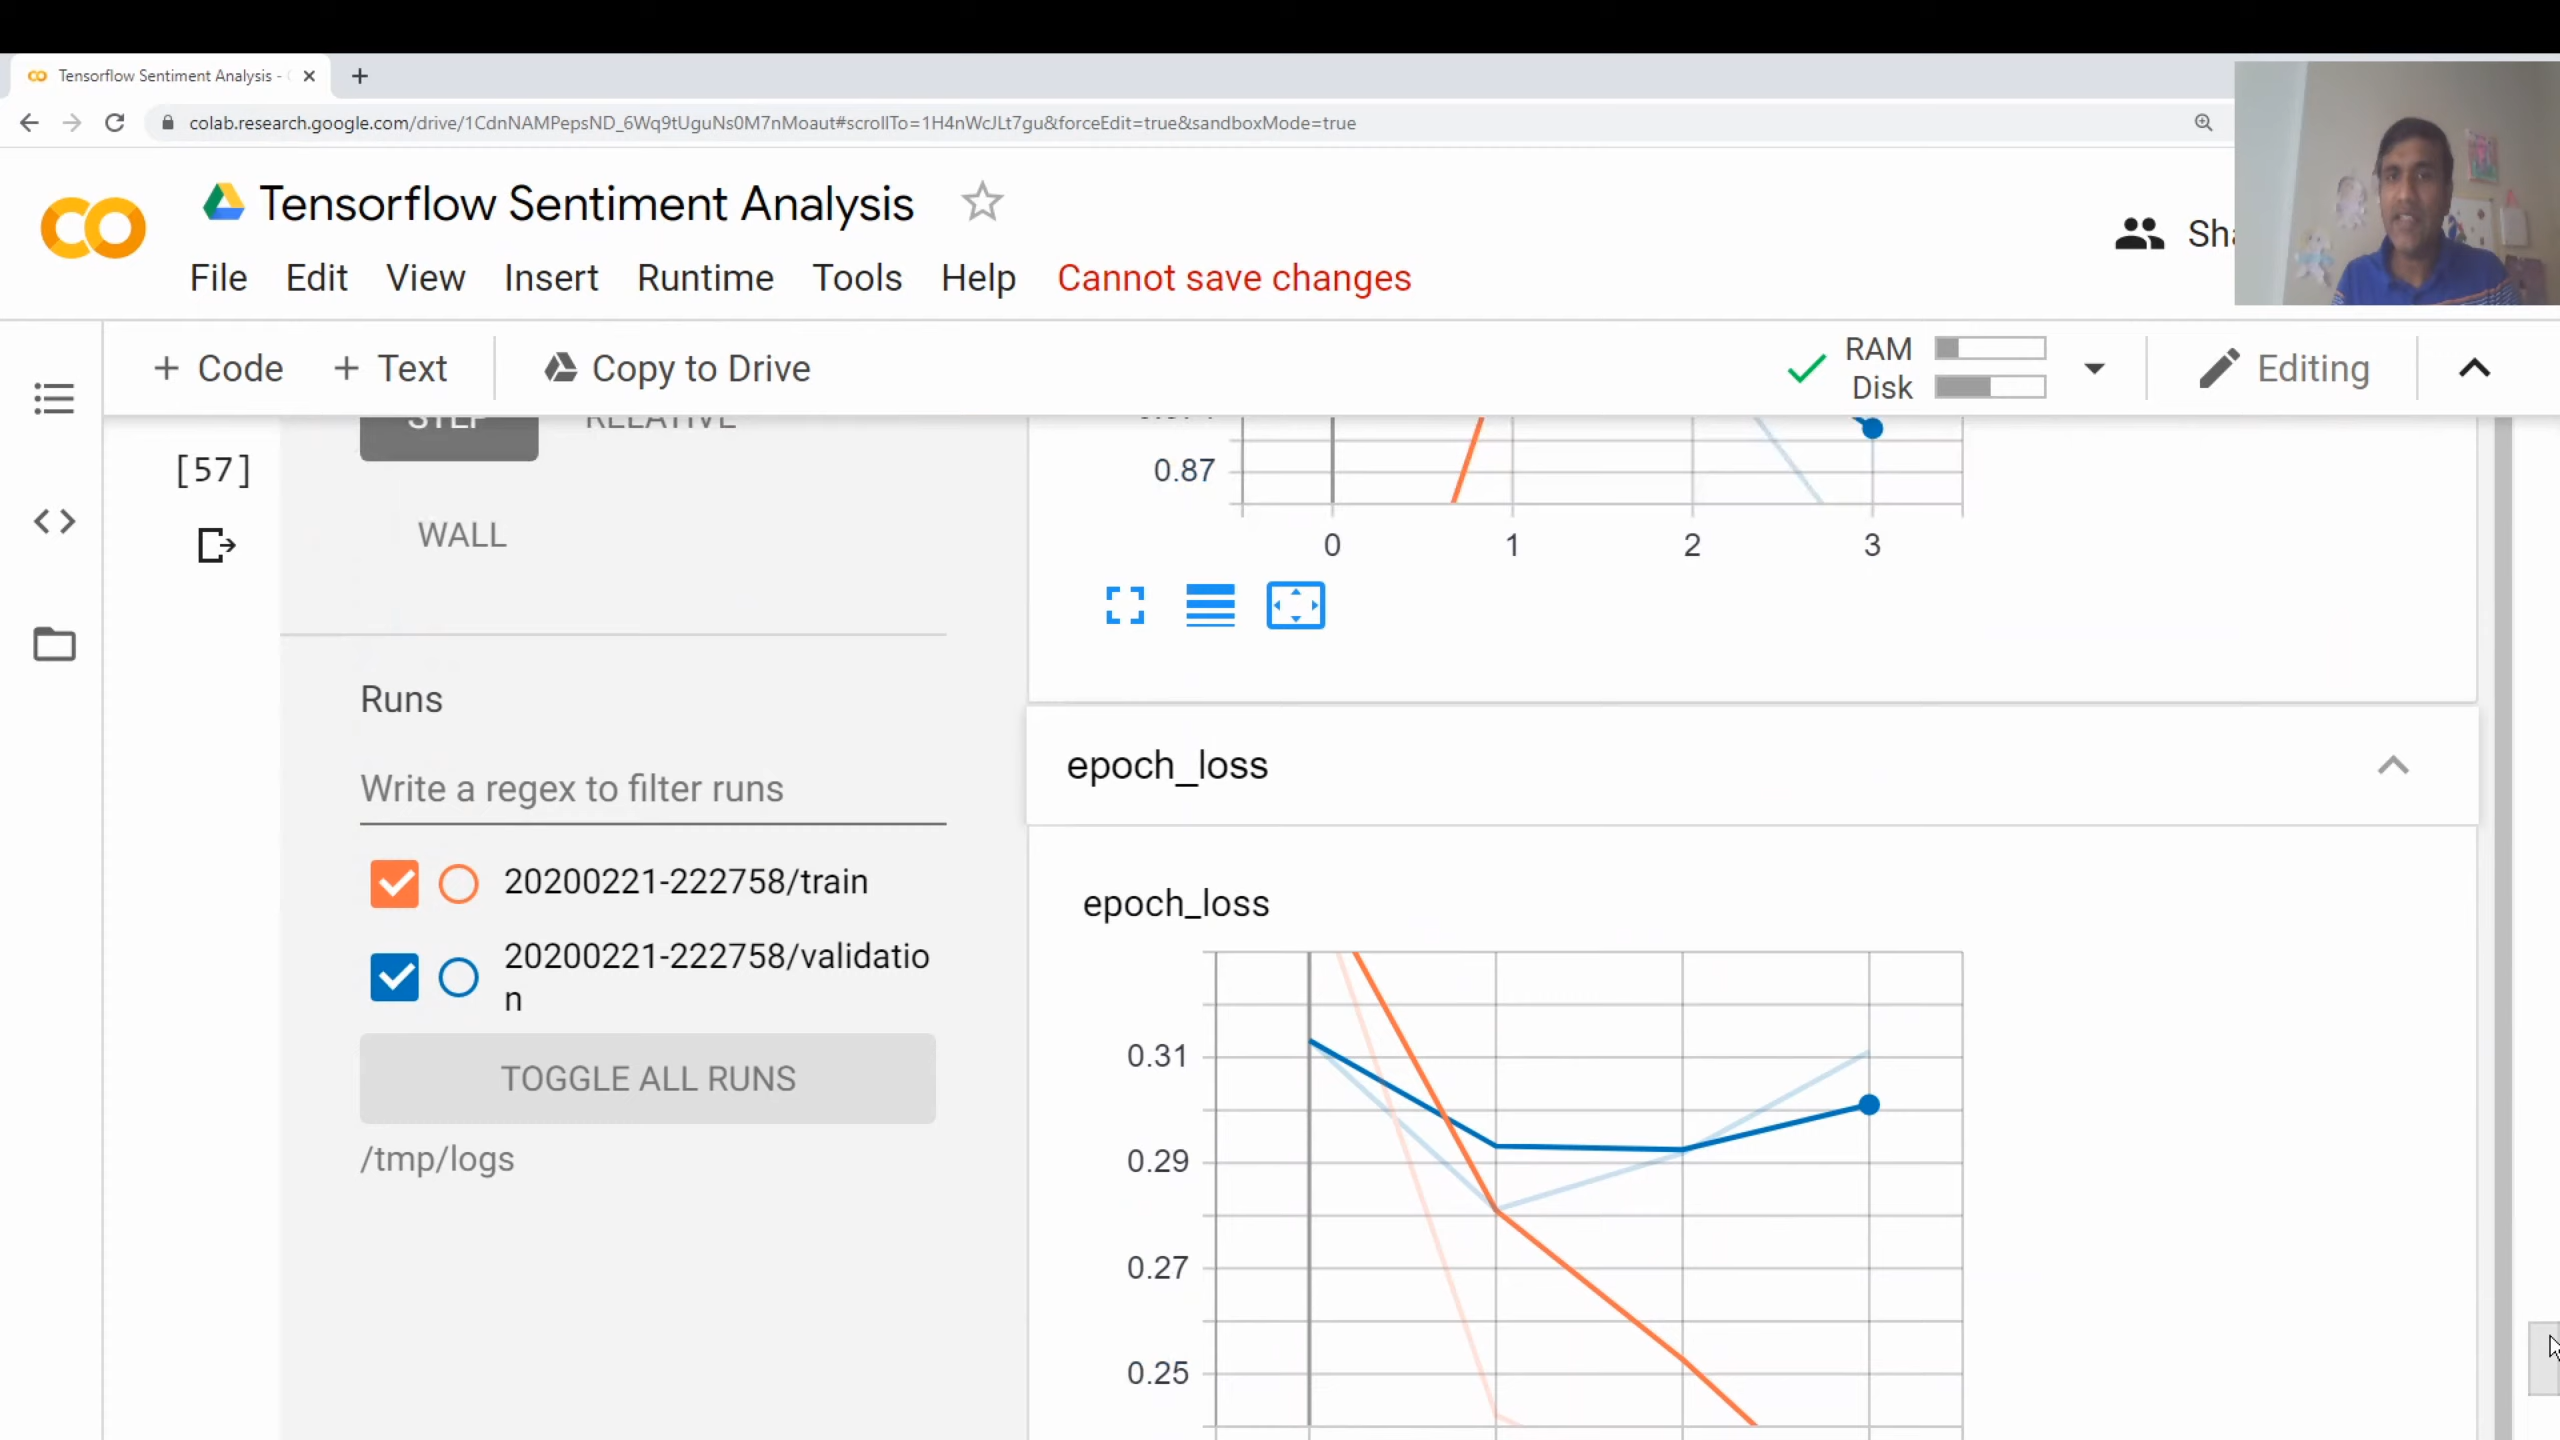 Tensorflow Sentiment Analysis -
colab.research.google.com/drive/1CdnNAMPepsND_6Wq9tUguNs0M7nMoaut#scrollTo=1H4nWcJLt7gu&forceEdit=true&sandboxMode=true
CO Tensorflow Sentiment Analysis
File Edit View Insert Runtime Tools Help Cannot save changes
+ Code + Text Copy to Drive
RAM
Disk
Editing
STEP RELATIVE
[57]
WALL
0.87
0 1 2 3
Runs
Write a regex to filter runs
20200221-222758/train
20200221-222758/validatio
n
TOGGLE ALL RUNS
/tmp/logs
epoch_loss
epoch_loss
0.31
0.29
0.27
0.25